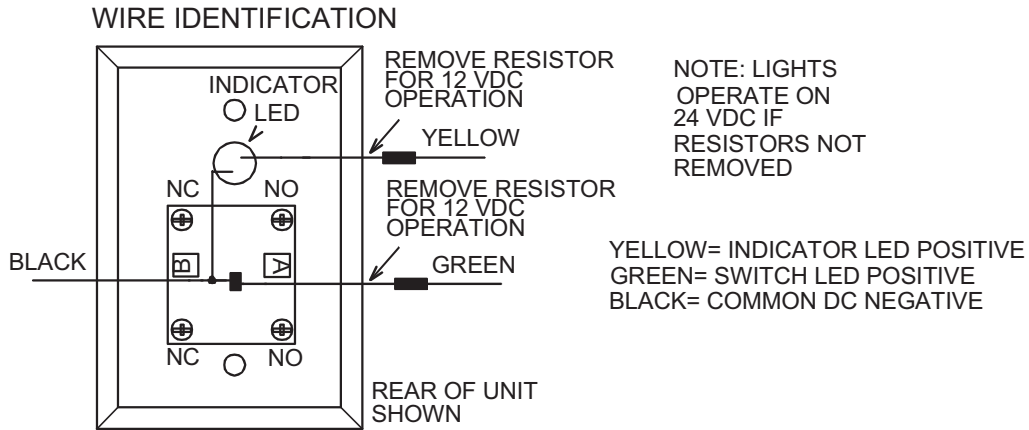 WIRE IDENTIFICATION
INDICATOR
LED
REMOVE RESISTOR
FOR 12 VDC
OPERATION
YELLOW
NOTE: LIGHTS
OPERATE ON
24 VDC IF
RESISTORS NOT
REMOVED
NC
NO
REMOVE RESISTOR
FOR 12 VDC
OPERATION
BLACK
B
A
GREEN
YELLOW= INDICATOR LED POSITIVE
GREEN= SWITCH LED POSITIVE
BLACK= COMMON DC NEGATIVE
NC
NO
REAR OF UNIT
SHOWN